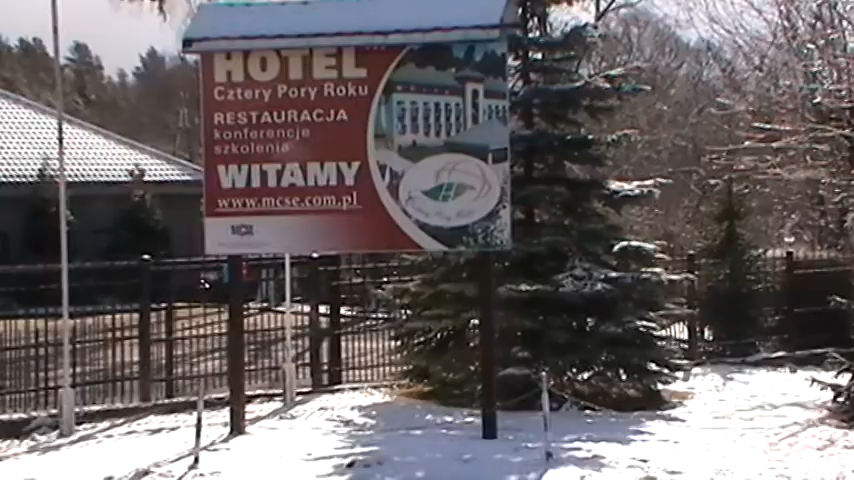 HOTEL ***
Cztery Pory Roku
RESTAURACJA
konferencje
szkolenia
WITAMY
www.mcse.com.pl